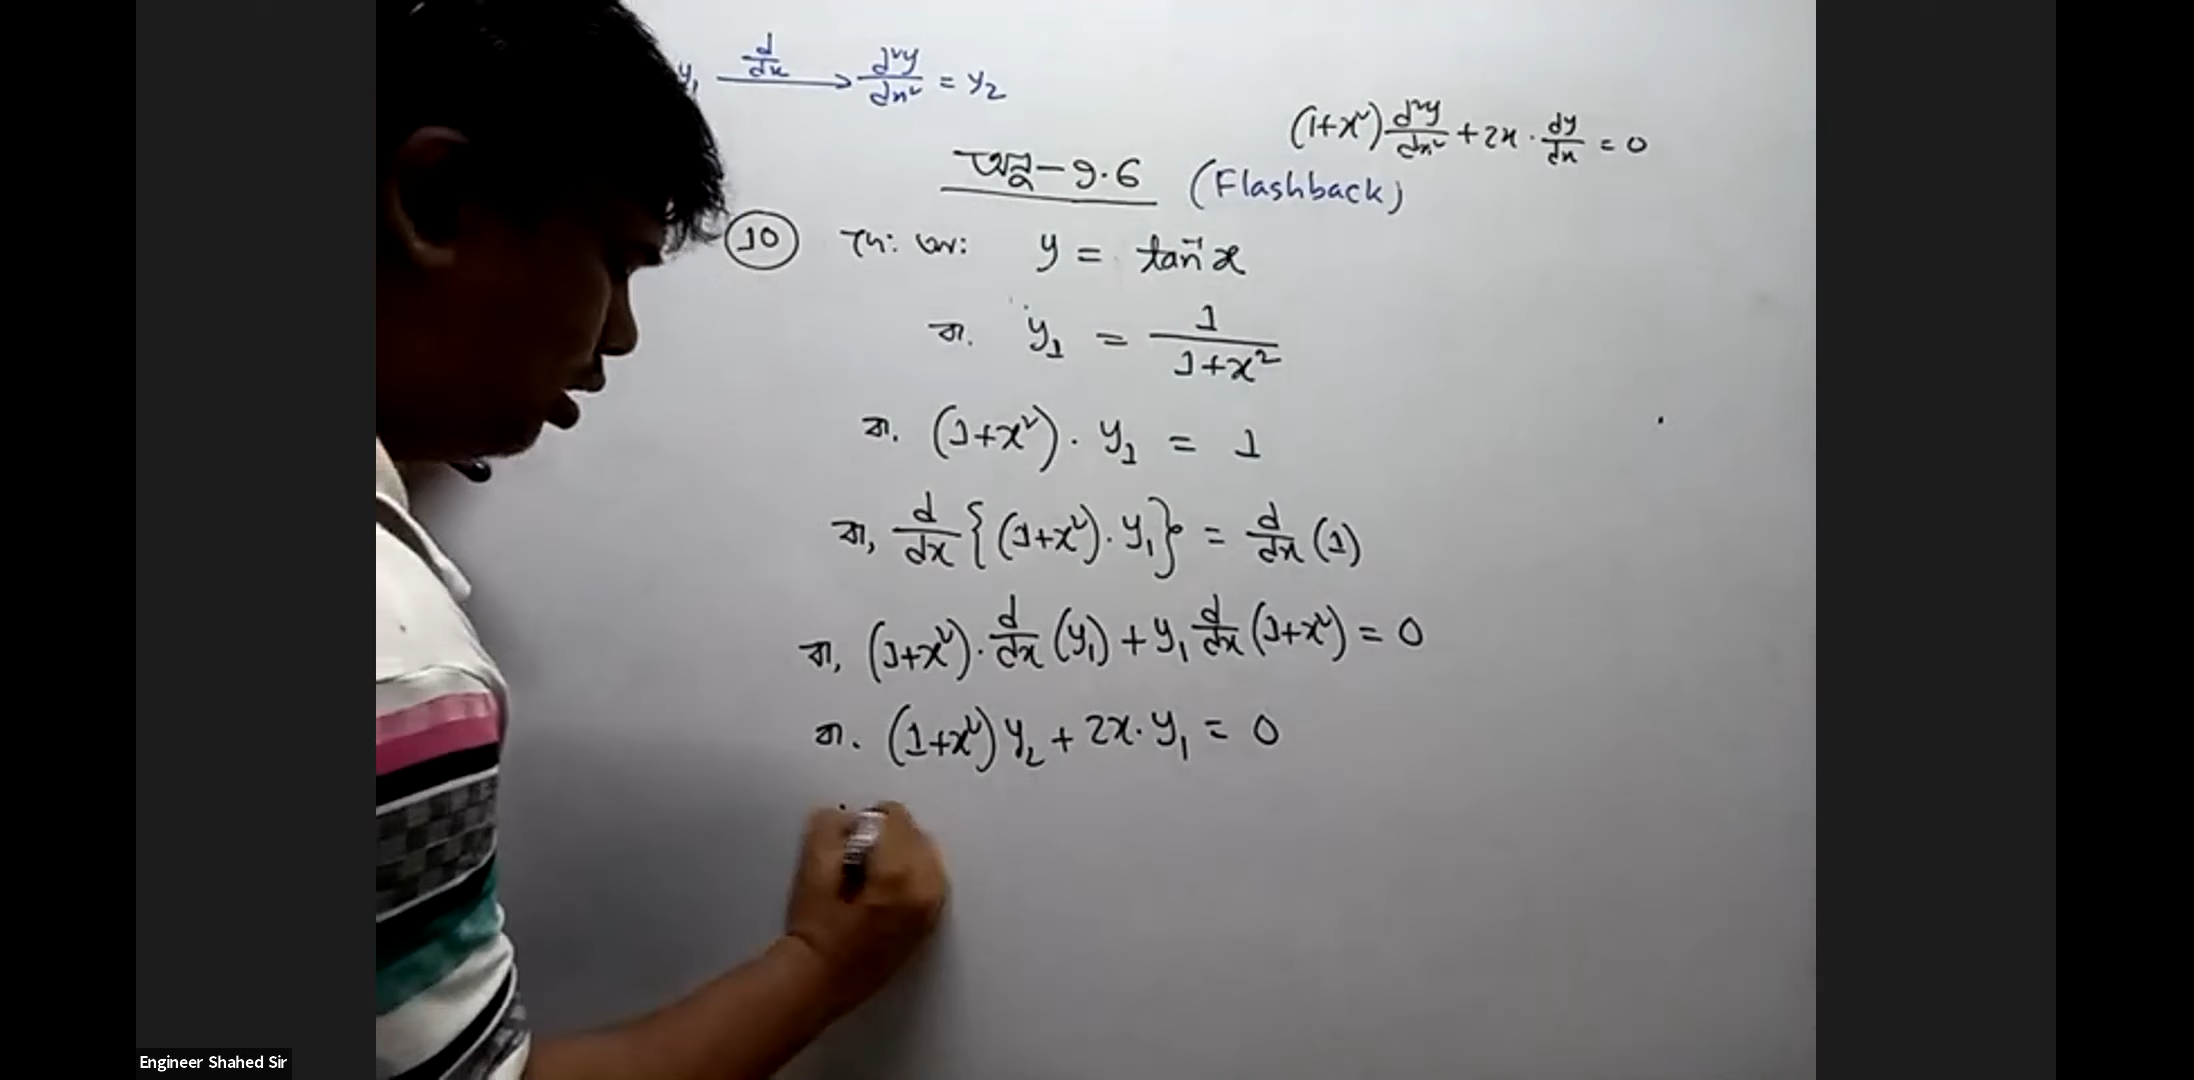 y₁ d/dx → d²y/dx² = y₂
(1+x²) d²y/dx² + 2x · dy/dx = 0
অনু-9.6 (Flashback)
10 দে: আ: y = tan⁻¹ x
বা. y₁ = 1/(1+x²)
বা. (1+x²) · y₁ = 1
বা, d/dx {(1+x²) · y₁} = d/dx (1)
বা, (1+x²) · d/dx (y₁) + y₁ d/dx (1+x²) = 0
বা. (1+x²) y₂ + 2x · y₁ = 0
Engineer Shahed Sir